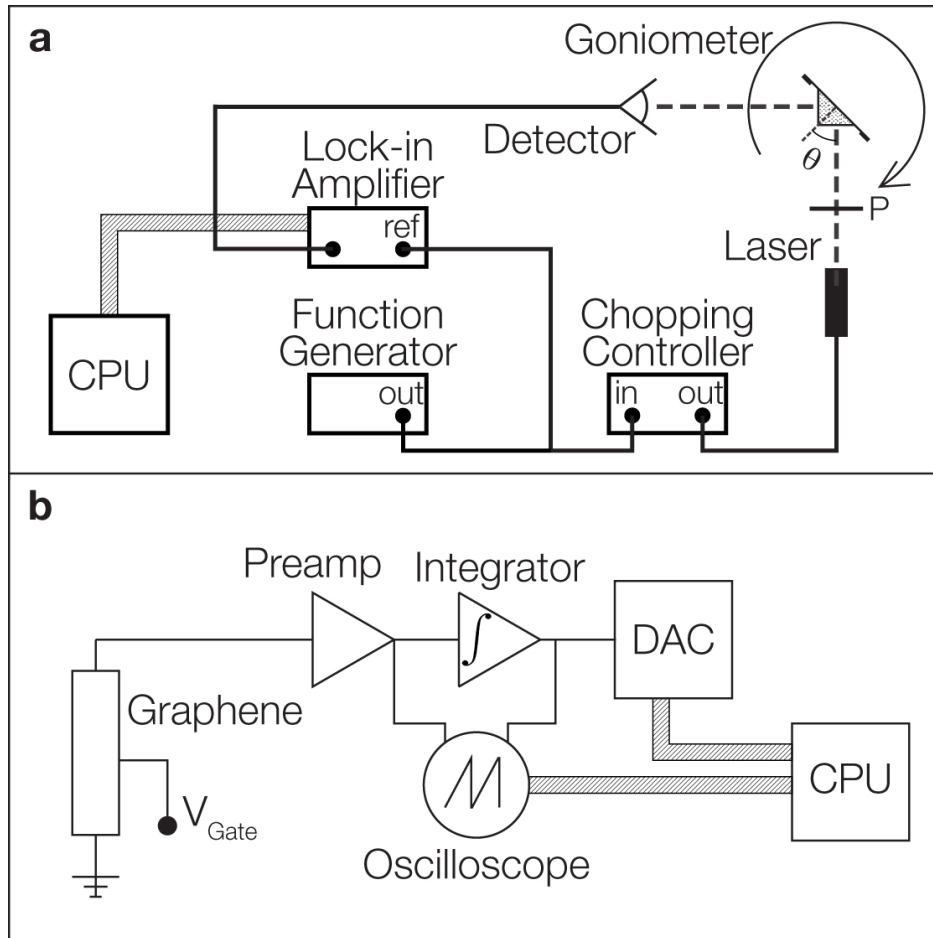 a
Goniometer
Detector
θ
P
Lock-in
Amplifier
ref
Laser
CPU
Function
Generator
out
Chopping
Controller
in out
b
Preamp
Integrator
∫
DAC
Graphene
V Gate
CPU
Oscilloscope